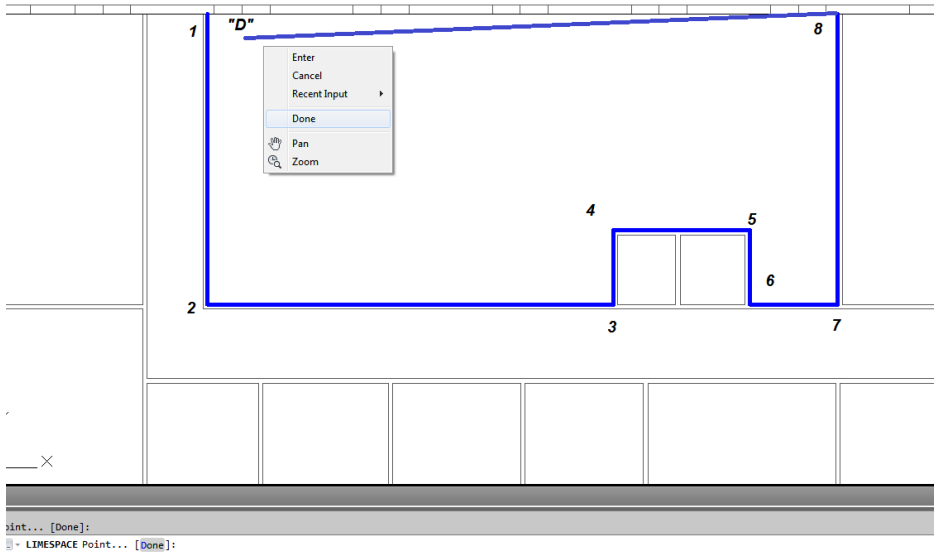 1
"D"
8
Enter
Cancel
Recent Input
Done
Pan
Zoom
4
5
6
2
3
7
[Done]:
LIMESPACE Point... [Done]: